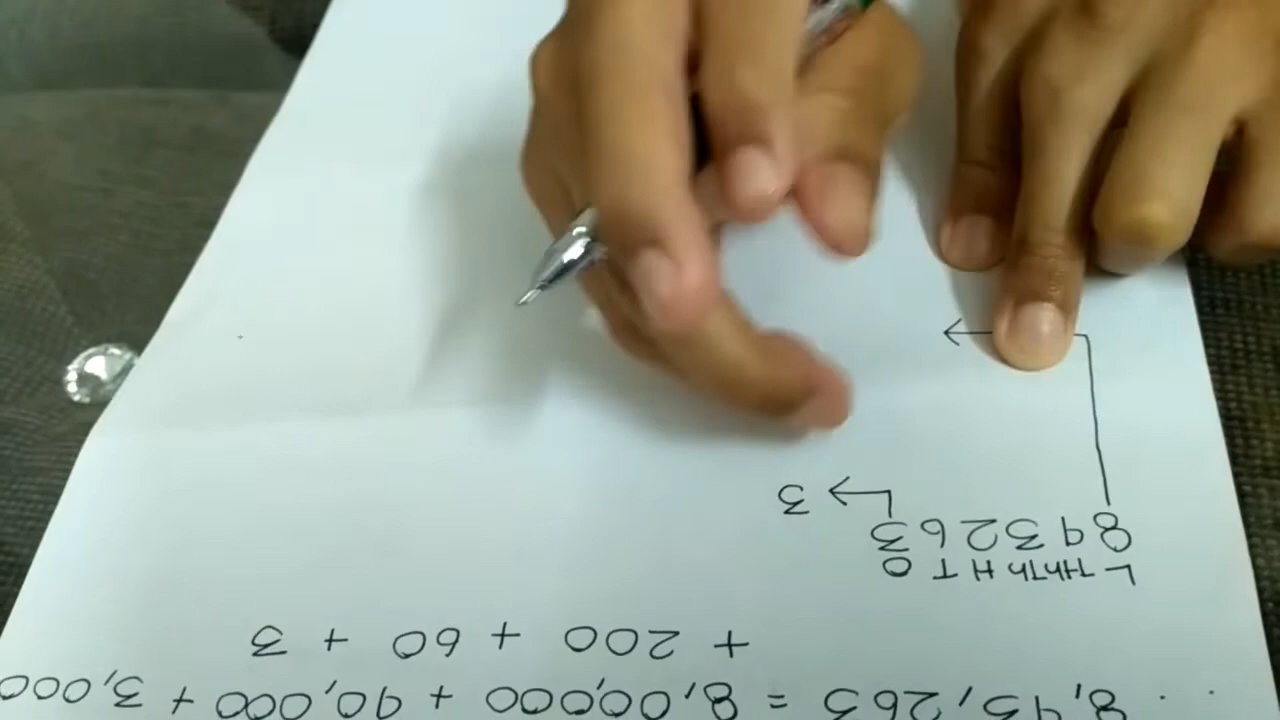 ∴ 8,93,263 = 8,00,000 + 90,000 + 3,000
+ 200 + 60 + 3
L TTh Th H T O
8 9 3 2 6 3
→ 3